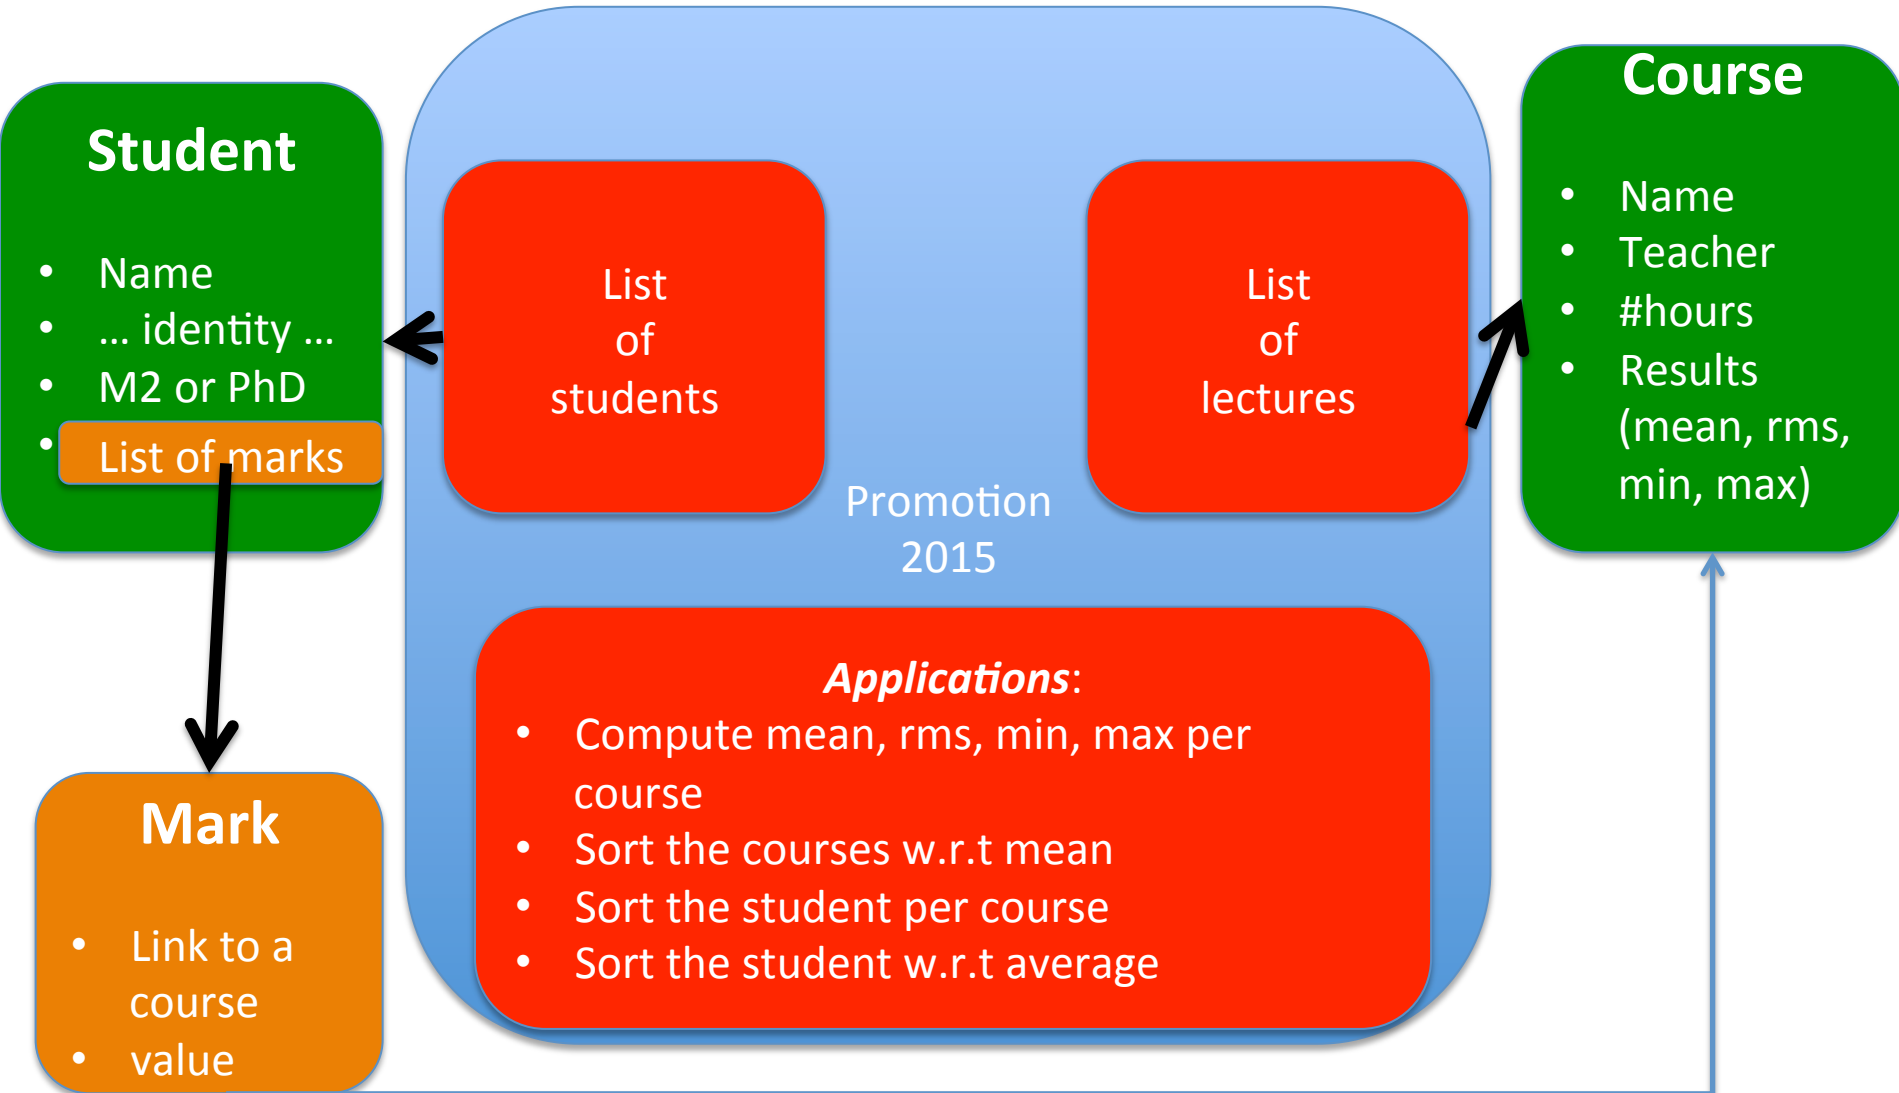 Student
• Name
• ... identity ...
• M2 or PhD
• List of marks
List
of
students
List
of
lectures
Promotion
2015
Course
• Name
• Teacher
• #hours
• Results
(mean, rms,
min, max)
Applications:
• Compute mean, rms, min, max per
course
• Sort the courses w.r.t mean
• Sort the student per course
• Sort the student w.r.t average
Mark
• Link to a
course
• value